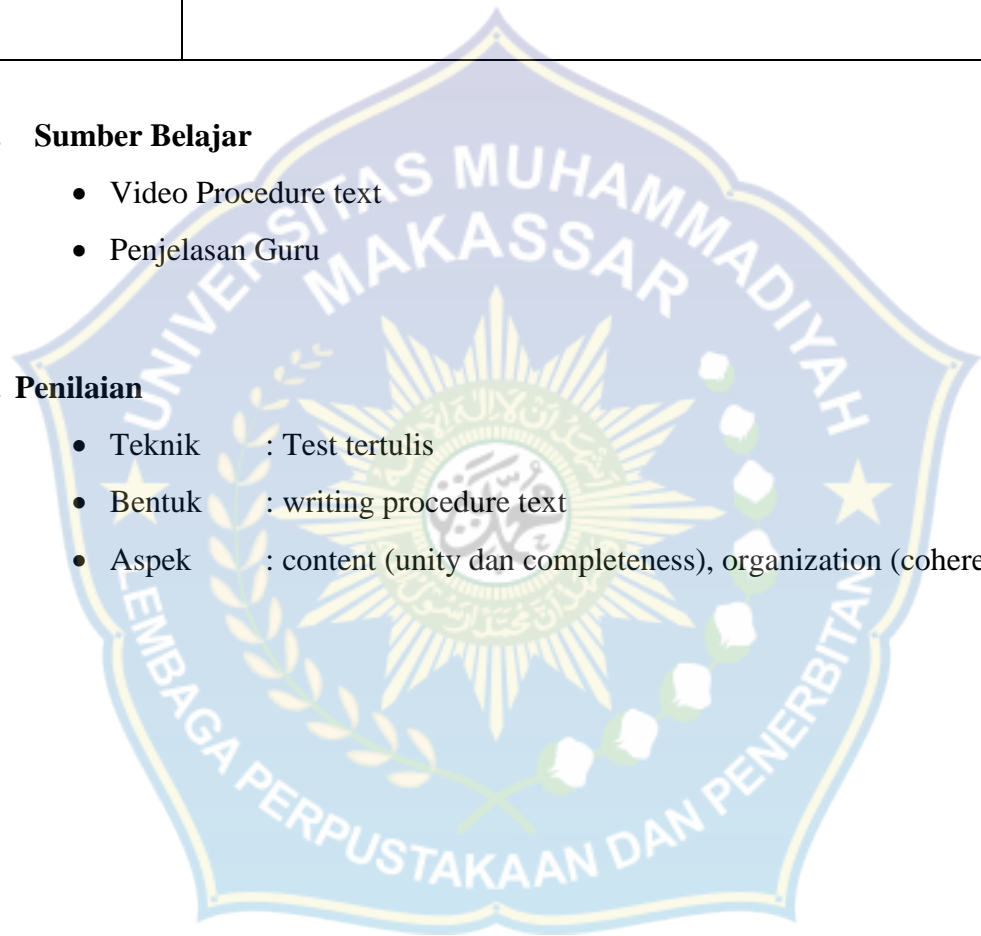 Sumber Belajar
• Video Procedure text
• Penjelasan Guru
Penilaian
• Teknik : Test tertulis
• Bentuk : writing procedure text
• Aspek : content (unity dan completeness), organization (cohere
UNIVERSITAS MUHAMMADIYAH
MAKASSAR
LEMBAGA PERPUSTAKAAN DAN PENERBITAN